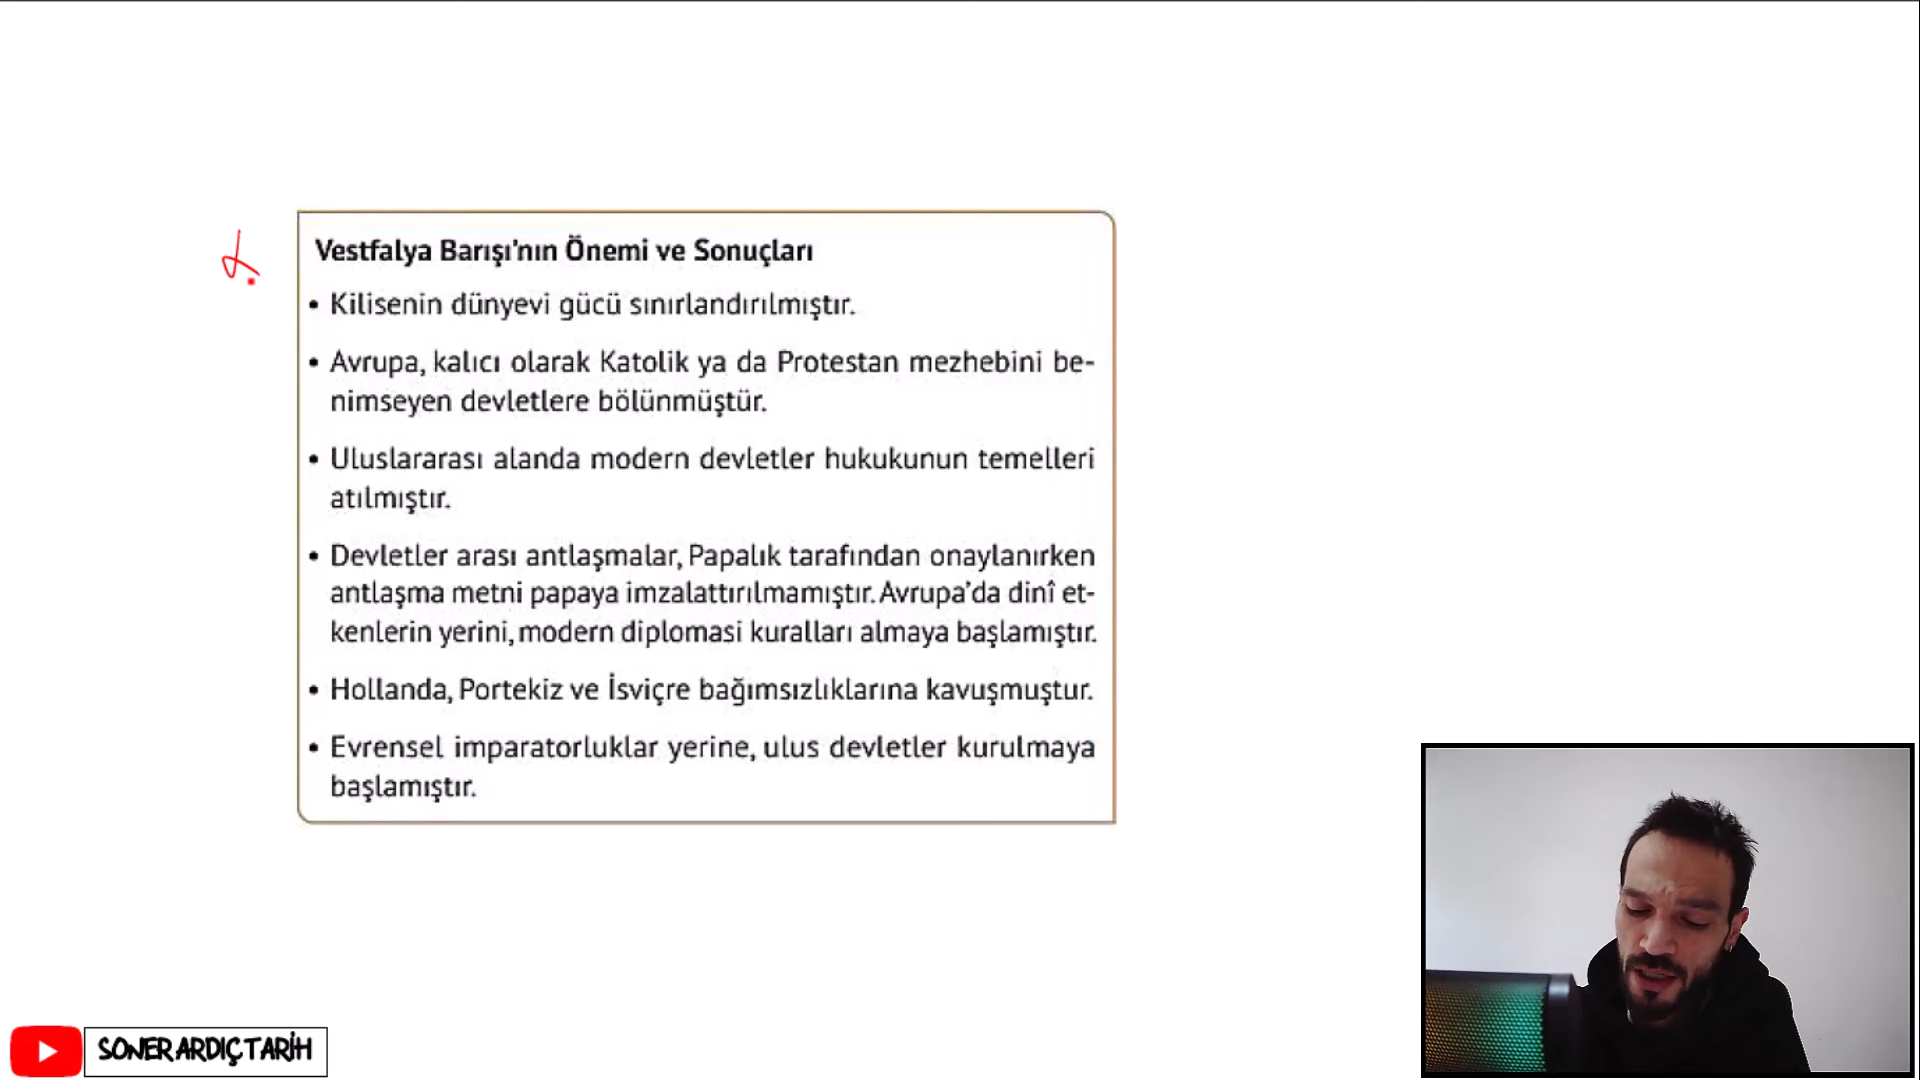 Vestfalya Barışı'nın Önemi ve Sonuçları
• Kilisenin dünyevi gücü sınırlandırılmıştır.
• Avrupa, kalıcı olarak Katolik ya da Protestan mezhebini be-
nimseyen devletlere bölünmüştür.
• Uluslararası alanda modern devletler hukukunun temelleri
atılmıştır.
• Devletler arası antlaşmalar, Papalık tarafından onaylanırken
antlaşma metni papaya imzalattırılmamıştır. Avrupa'da dinî et-
kenlerin yerini, modern diplomasi kuralları almaya başlamıştır.
• Hollanda, Portekiz ve İsviçre bağımsızlıklarına kavuşmuştur.
• Evrensel imparatorluklar yerine, ulus devletler kurulmaya
başlamıştır.
SONER ARDIÇ TARİH